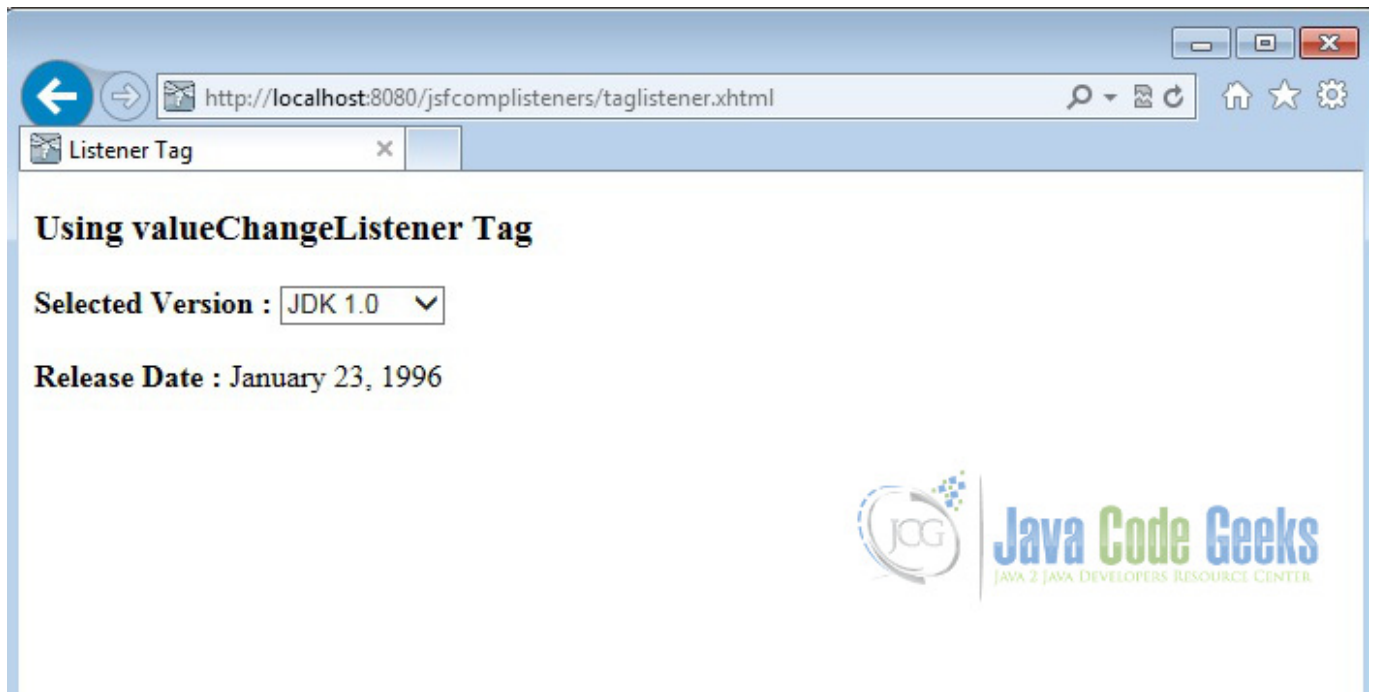 http://localhost:8080/jsfcomplisteners/taglistener.xhtml
Listener Tag
Using valueChangeListener Tag
Selected Version : JDK 1.0
Release Date : January 23, 1996
JCG
Java Code Geeks
JAVA 2 JAVA DEVELOPERS RESOURCE CENTER